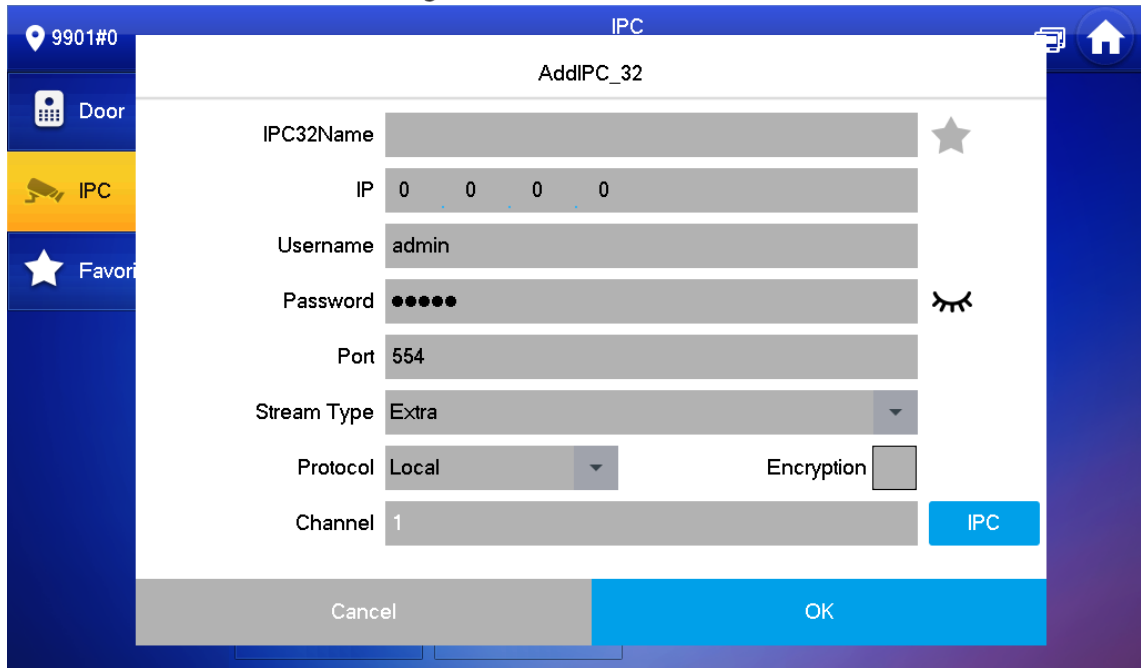 IPC
9901#0
AddIPC_32
Door
IPC32Name
IPC
IP 0 . 0 . 0 . 0
Username admin
Favori
Password ●●●●●
Port 554
Stream Type Extra
Protocol Local Encryption
Channel 1 IPC
Cancel OK